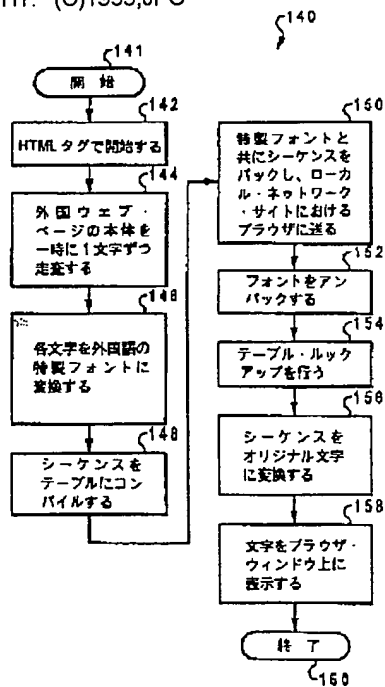 (C)1999,JPO
140
141
開始
142
HTMLタグで開始する
144
外国ウェブ・
ページの本体を
一時に1文字ずつ
走査する
146
各文字を外国語の
特製フォントに
変換する
148
シーケンスを
テーブルにコン
パイルする
150
特製フォントと
共にシーケンスを
パックし、ローカ
ル・ネットワーク
・サイトにおける
ブラウザに送る
152
フォントをアン
パックする
154
テーブル・ルック
アップを行う
156
シーケンスを
オリジナル文字
に変換する
158
文字をブラウザ・
ウィンドウ上に
表示する
終了
160